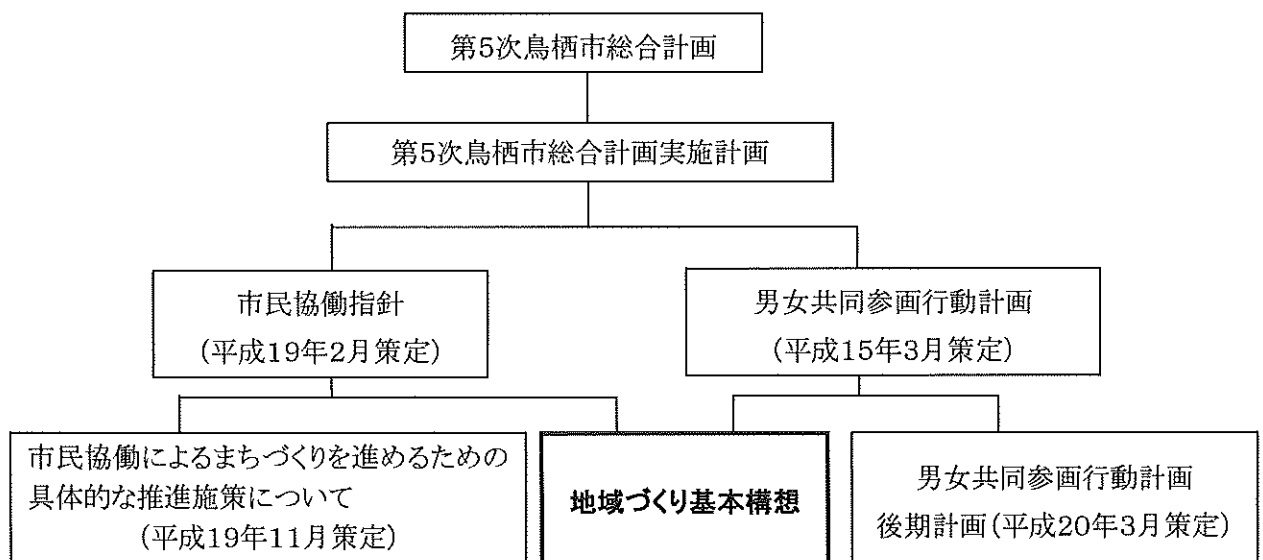 第5次鳥栖市総合計画
第5次鳥栖市総合計画実施計画
市民協働指針
(平成19年2月策定)
男女共同参画行動計画
(平成15年3月策定)
市民協働によるまちづくりを進めるための
具体的な推進施策について
(平成19年11月策定)
地域づくり基本構想
男女共同参画行動計画
後期計画(平成20年3月策定)